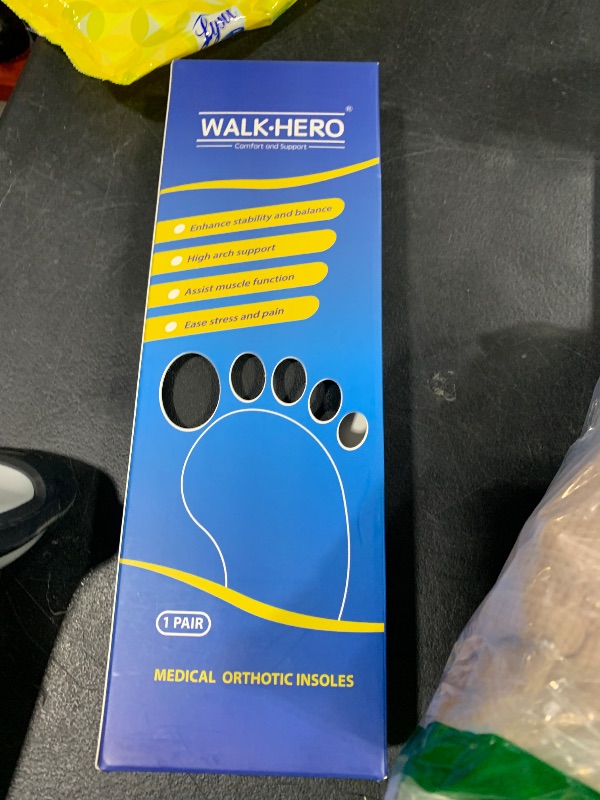 WALK·HERO®
Comfort and Support
Enhance stability and balance
High arch support
Assist muscle function
Ease stress and pain
1 PAIR
MEDICAL ORTHOTIC INSOLES